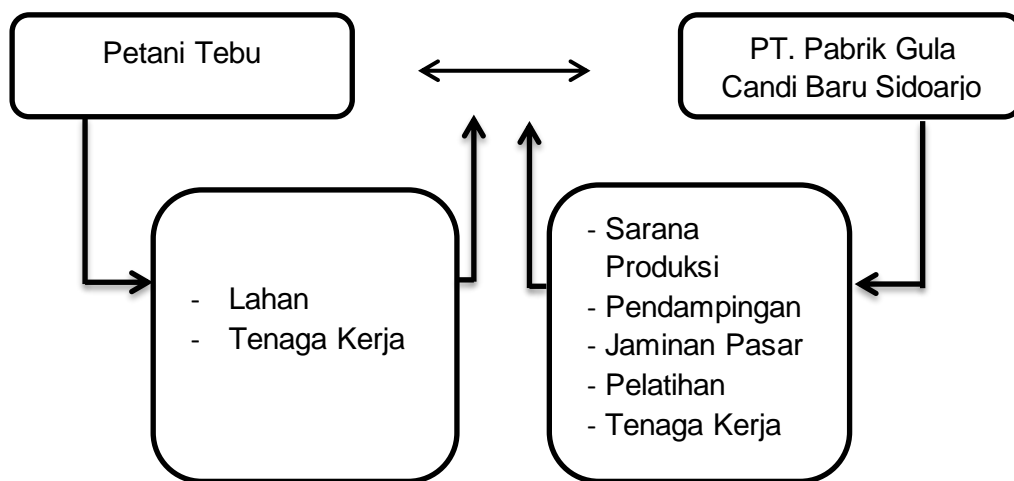 Petani Tebu
PT. Pabrik Gula
Candi Baru Sidoarjo
- Lahan
- Tenaga Kerja
- Sarana
Produksi
- Pendampingan
- Jaminan Pasar
- Pelatihan
- Tenaga Kerja